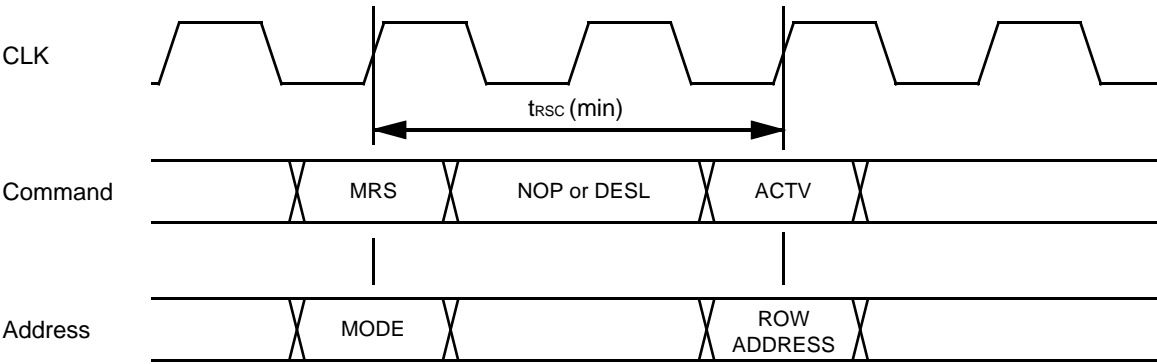 CLK
tRSC (min)
Command
MRS
NOP or DESL
ACTV
Address
MODE
ROW
ADDRESS